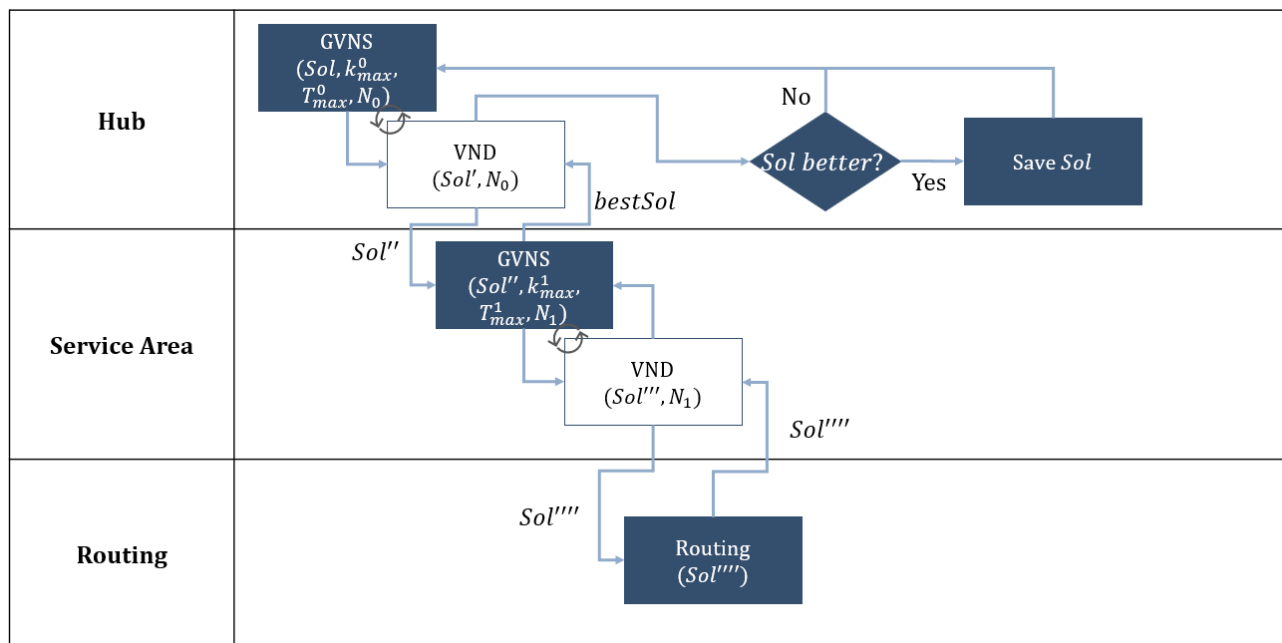 Hub
GVNS
(Sol, k⁰ₘₐₓ,
T⁰ₘₐₓ, N₀)
VND
(Sol′, N₀)
No
Sol better?
Yes
Save Sol
bestSol
Sol′′
Service Area
GVNS
(Sol′′, k¹ₘₐₓ,
T¹ₘₐₓ, N₁)
VND
(Sol′′′, N₁)
Sol′′′′
Sol′′′′
Routing
Routing
(Sol′′′′)